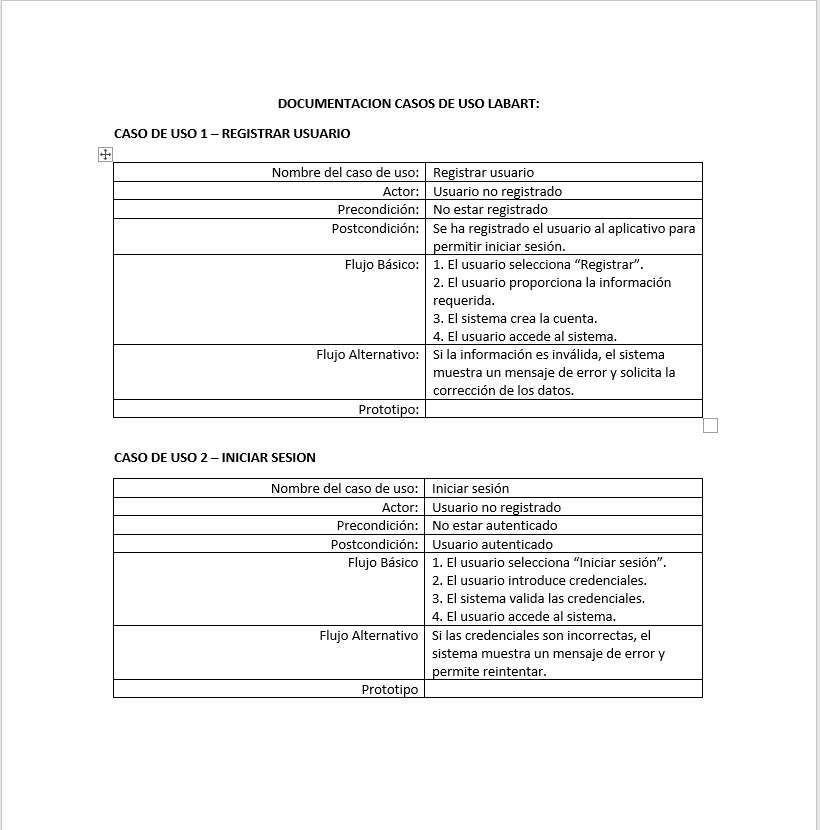 DOCUMENTACION CASOS DE USO LABART:
CASO DE USO 1 – REGISTRAR USUARIO
Nombre del caso de uso: Registrar usuario
Actor: Usuario no registrado
Precondición: No estar registrado
Postcondición: Se ha registrado el usuario al aplicativo para
permitir iniciar sesión.
Flujo Básico: 1. El usuario selecciona “Registrar”.
2. El usuario proporciona la información
requerida.
3. El sistema crea la cuenta.
4. El usuario accede al sistema.
Flujo Alternativo: Si la información es inválida, el sistema
muestra un mensaje de error y solicita la
corrección de los datos.
Prototipo:
CASO DE USO 2 – INICIAR SESION
Nombre del caso de uso: Iniciar sesión
Actor: Usuario no registrado
Precondición: No estar autenticado
Postcondición: Usuario autenticado
Flujo Básico 1. El usuario selecciona “Iniciar sesión”.
2. El usuario introduce credenciales.
3. El sistema valida las credenciales.
4. El usuario accede al sistema.
Flujo Alternativo Si las credenciales son incorrectas, el
sistema muestra un mensaje de error y
permite reintentar.
Prototipo